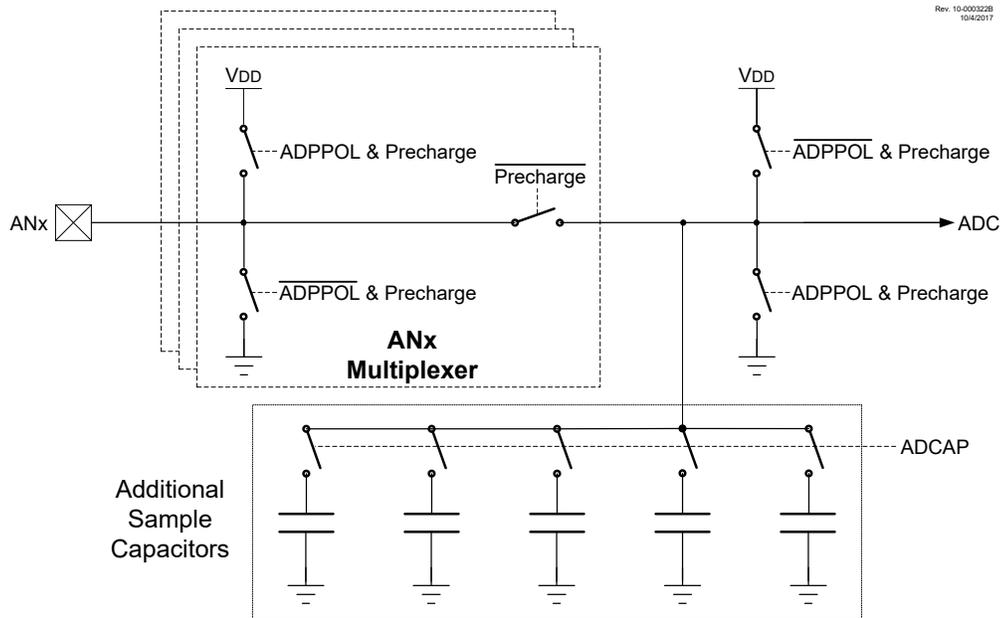 Rev. 10-000322B
10/4/2017
VDD
VDD
ADPPOL & Precharge
ADPPOL & Precharge
Precharge
ANx
ADC
ADPPOL & Precharge
ADPPOL & Precharge
ANx
Multiplexer
ADCAP
Additional
Sample
Capacitors